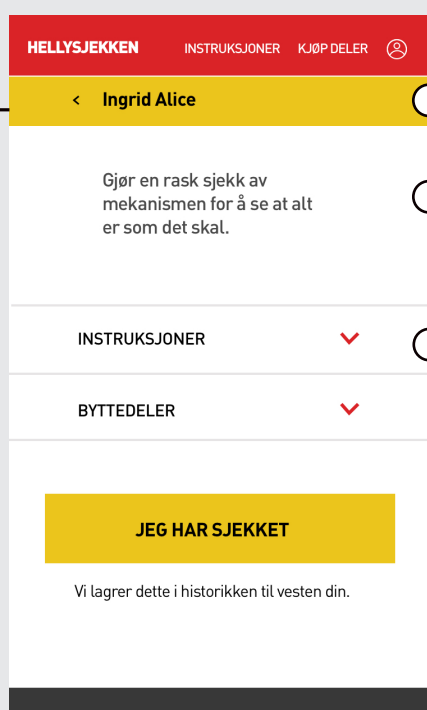 HELLYSJEKKEN INSTRUKSJONER KJØP DELER
< Ingrid Alice
Gjør en rask sjekk av
mekanismen for å se at alt
er som det skal.
INSTRUKSJONER
BYTTEDELER
JEG HAR SJEKKET
Vi lagrer dette i historikken til vesten din.